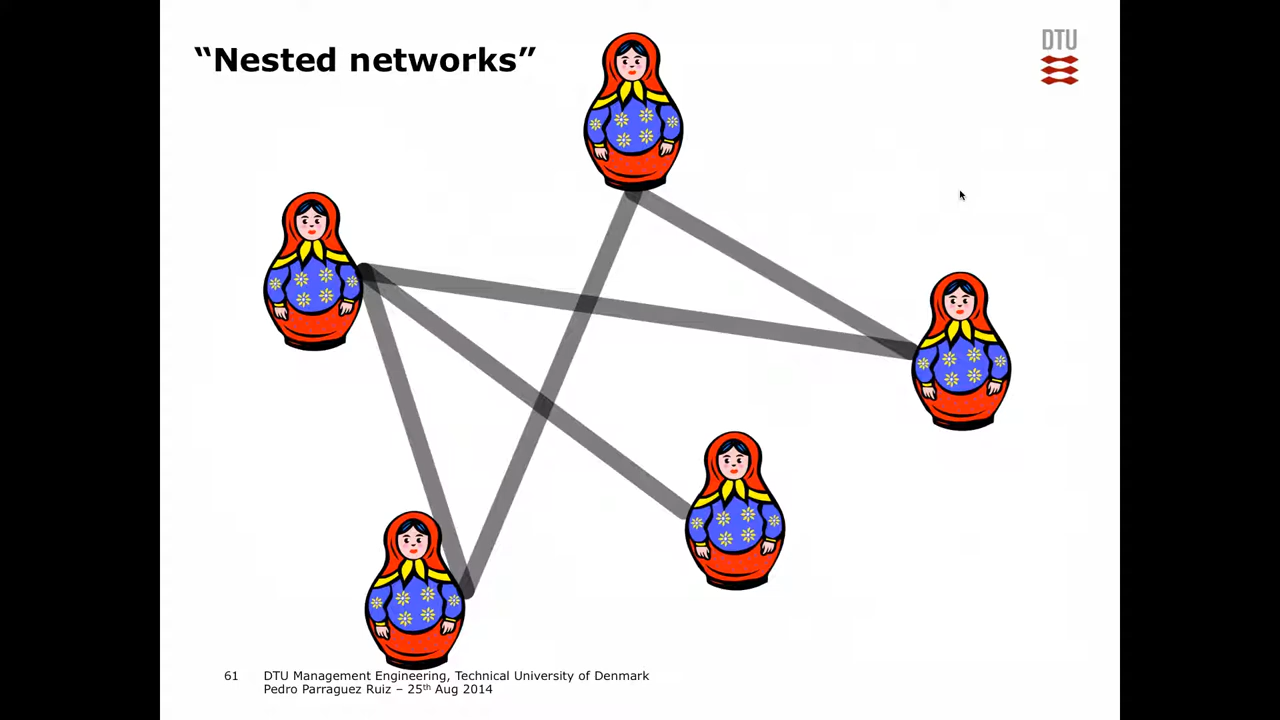 “Nested networks”
DTU
61 DTU Management Engineering, Technical University of Denmark
Pedro Parraguez Ruiz – 25th Aug 2014